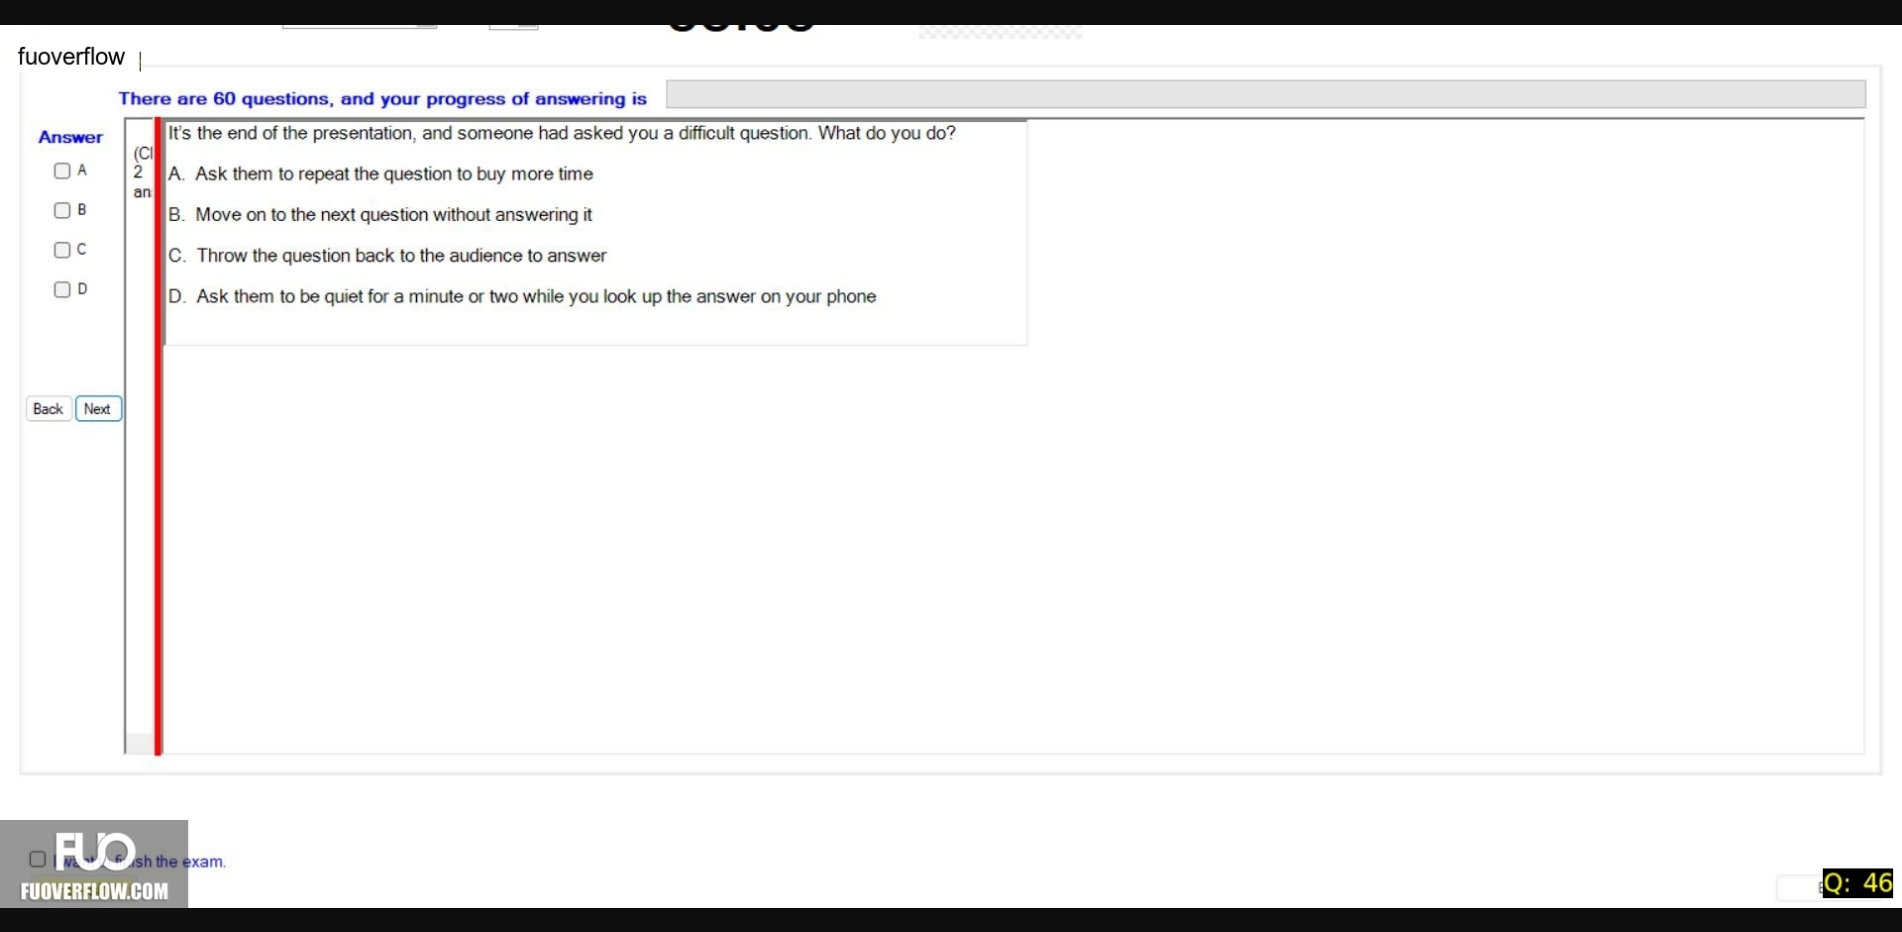 fuoverflow
There are 60 questions, and your progress of answering is
Answer
A
B
C
D
(Cl
2
an
It's the end of the presentation, and someone had asked you a difficult question. What do you do?
A. Ask them to repeat the question to buy more time
B. Move on to the next question without answering it
C. Throw the question back to the audience to answer
D. Ask them to be quiet for a minute or two while you look up the answer on your phone
Back Next
sh the exam.
FUO
FUOVERFLOW.COM
Q: 46